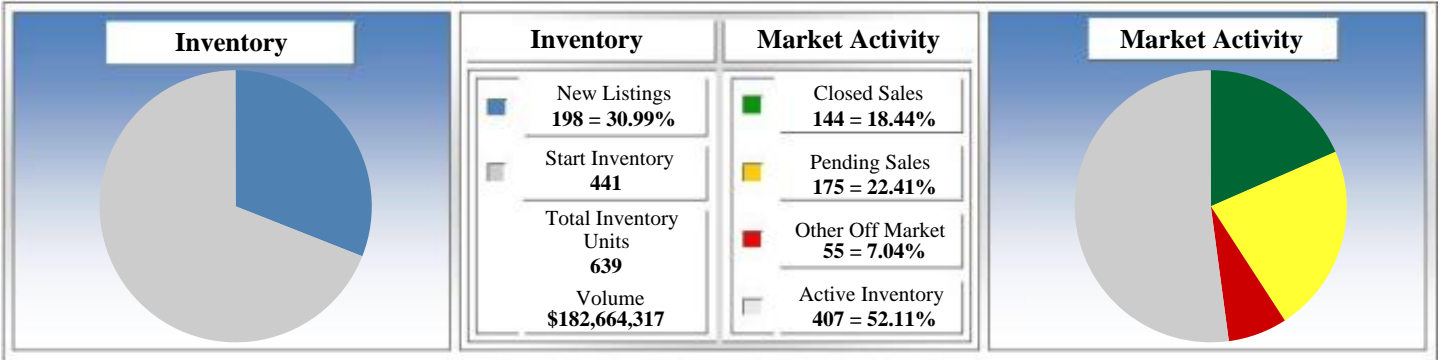 Inventory
Inventory
Market Activity
New Listings
198 = 30.99%
Start Inventory
441
Total Inventory
Units
639
Volume
$182,664,317
Closed Sales
144 = 18.44%
Pending Sales
175 = 22.41%
Other Off Market
55 = 7.04%
Active Inventory
407 = 52.11%
Market Activity